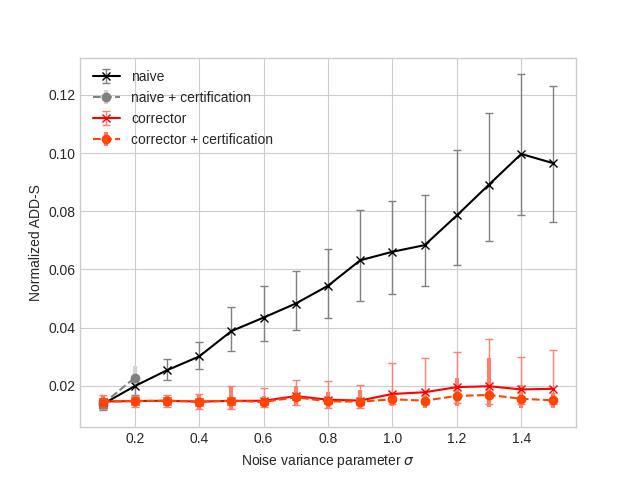 naive
naive + certification
corrector
corrector + certification
0.12
0.10
0.08
0.06
0.04
0.02
Normalized ADD-S
0.2 0.4 0.6 0.8 1.0 1.2 1.4
Noise variance parameter σ